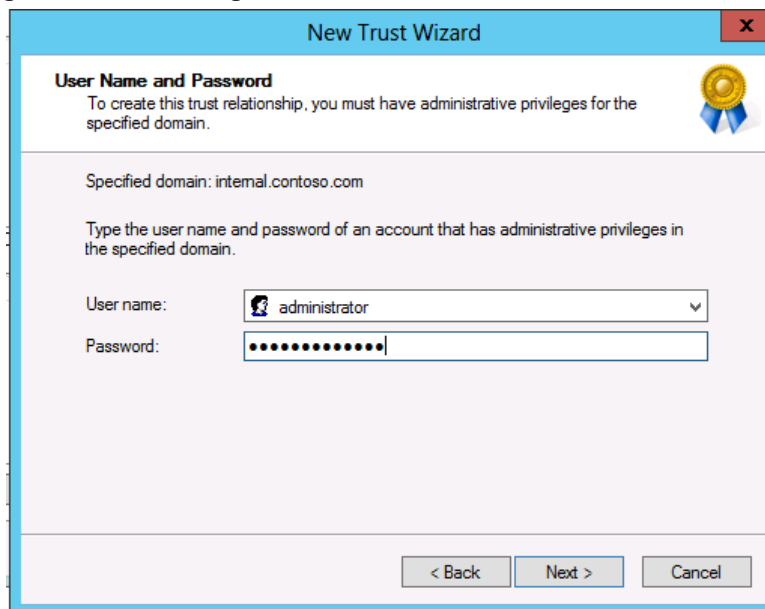 New Trust Wizard
x
User Name and Password
To create this trust relationship, you must have administrative privileges for the
specified domain.
Specified domain: internal.contoso.com
Type the user name and password of an account that has administrative privileges in
the specified domain.
User name:
administrator
Password:
●●●●●●●●●●●●●
< Back
Next >
Cancel